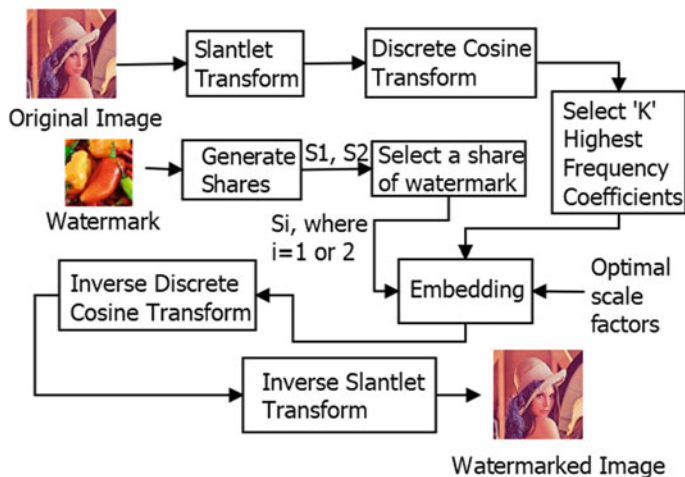 Original Image
Slantlet
Transform
Discrete Cosine
Transform
Select 'K'
Highest
Frequency
Coefficients
Watermark
Generate
Shares
S1, S2
Select a share
of watermark
Si, where
i=1 or 2
Embedding
Optimal
scale
factors
Inverse Discrete
Cosine Transform
Inverse Slantlet
Transform
Watermarked Image